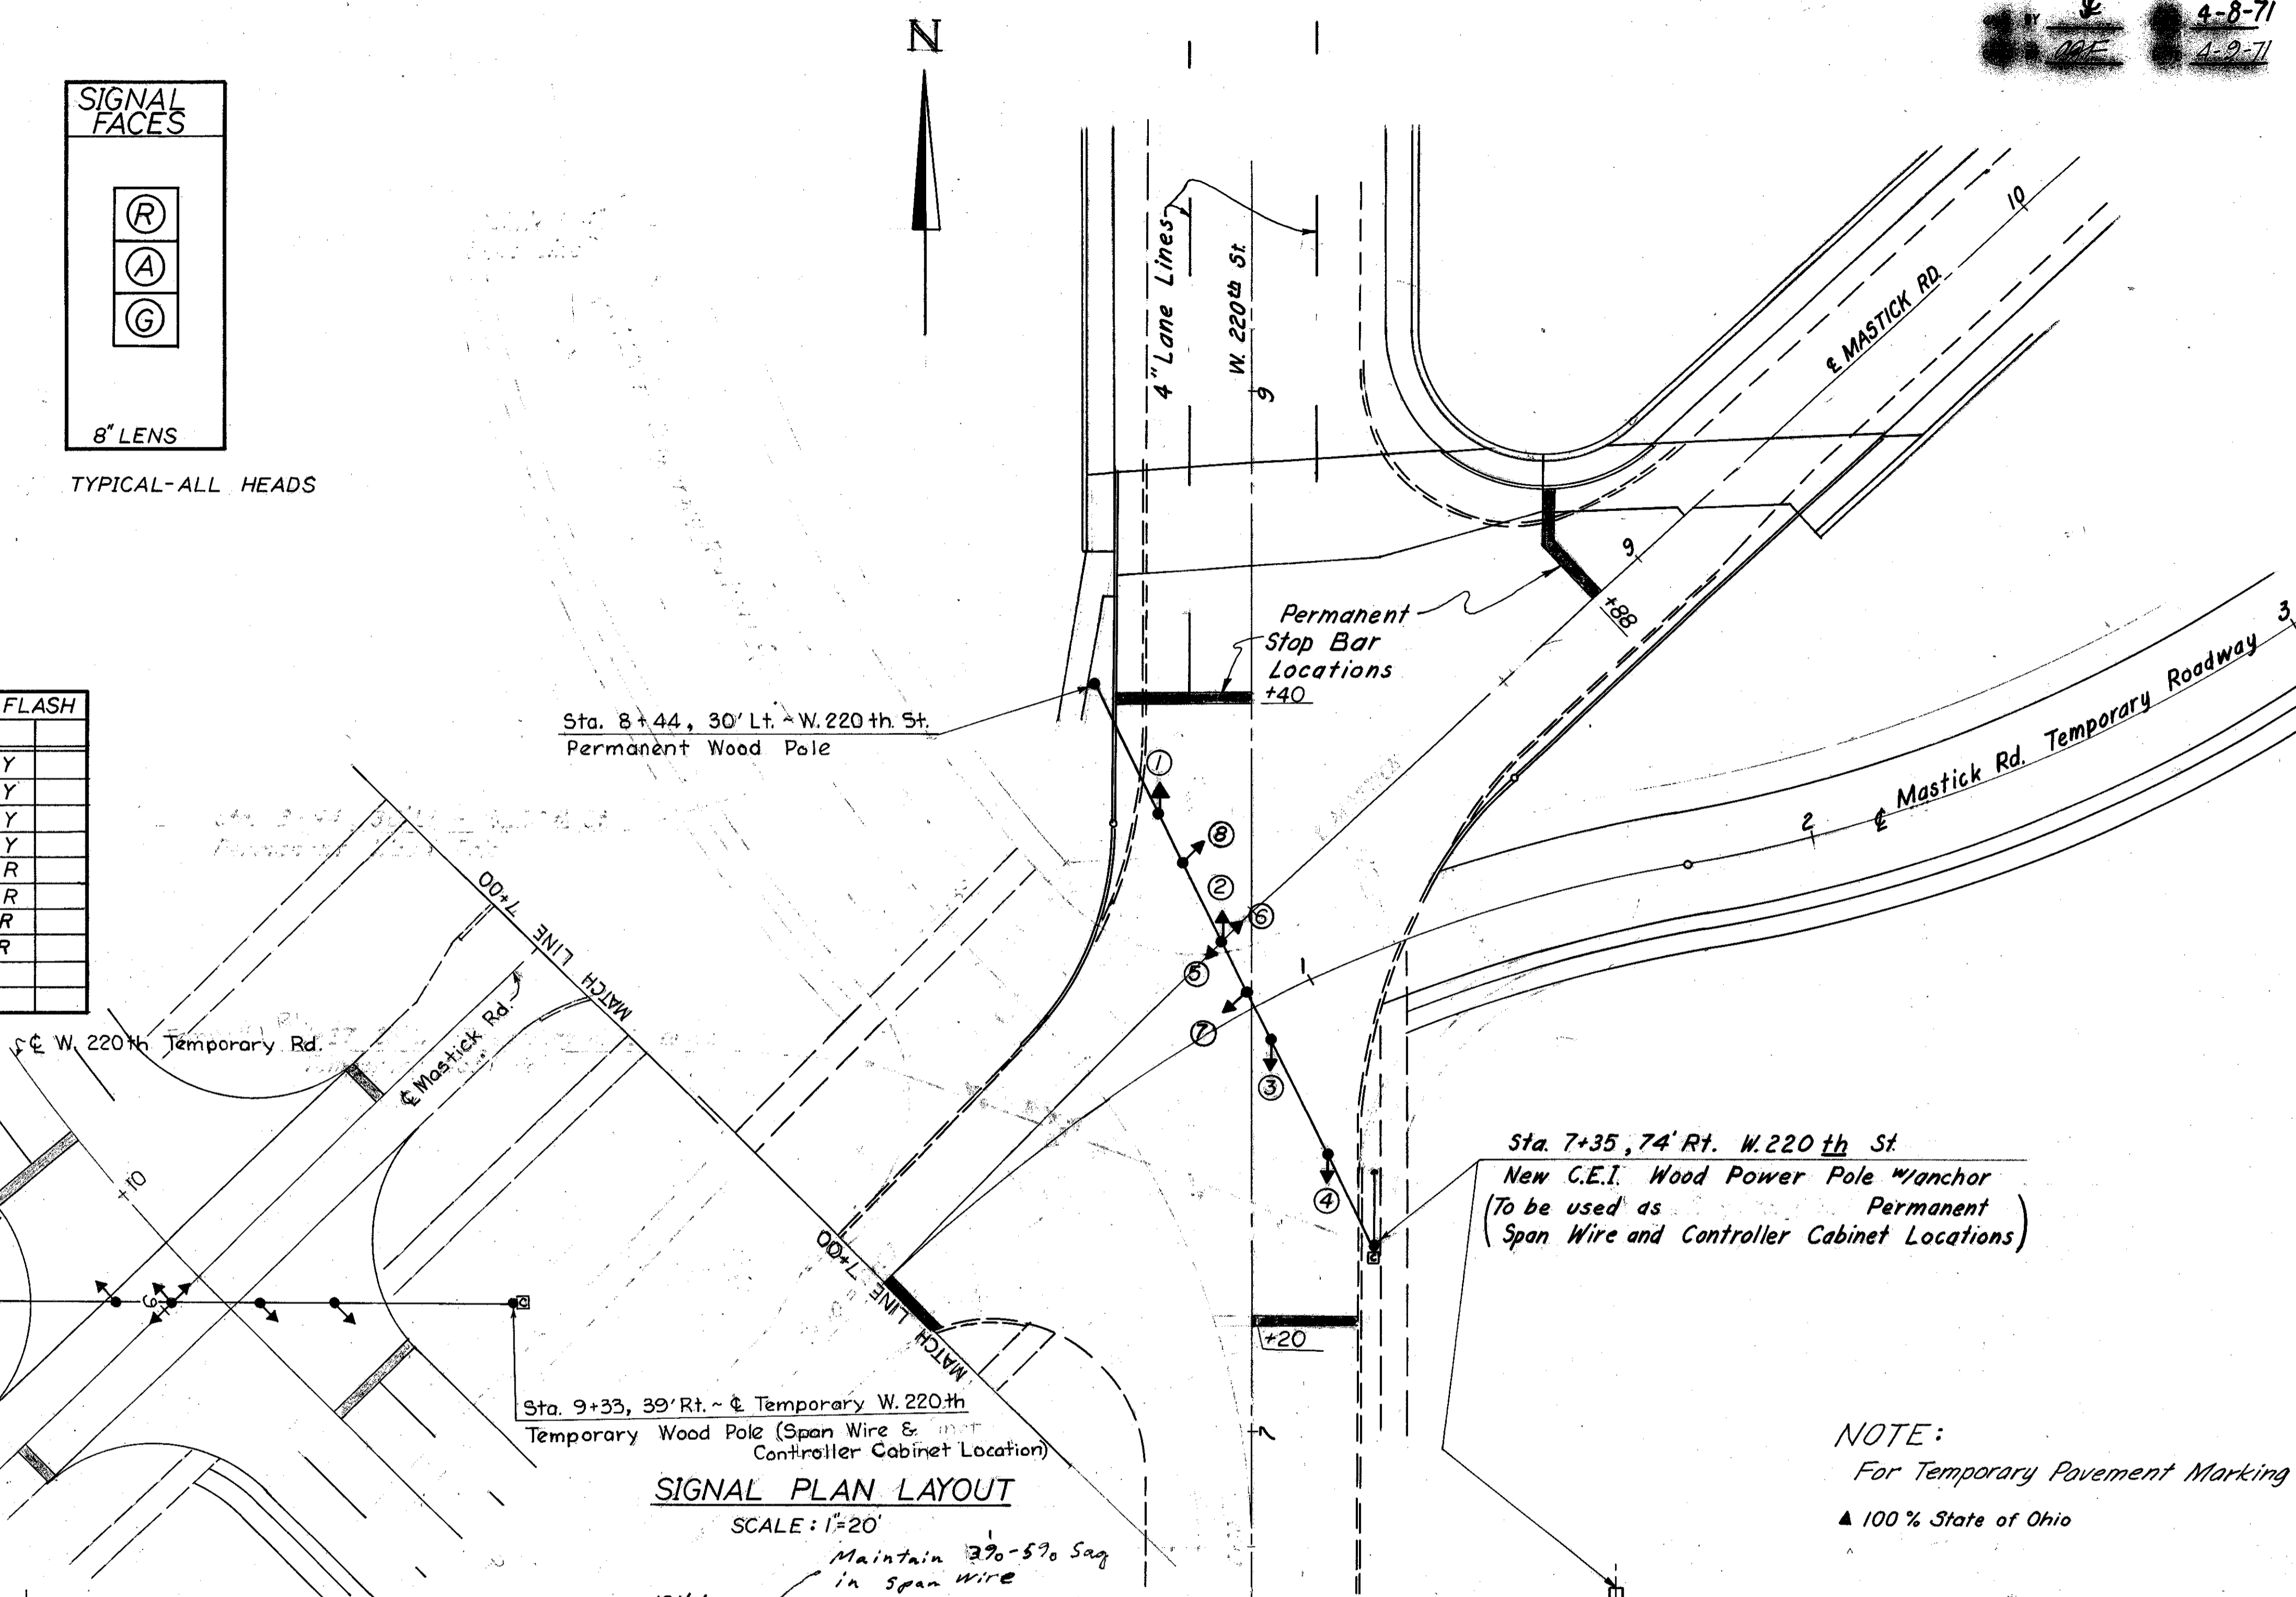 4-8-71
4-9-71
N
SIGNAL
FACES
R
A
G
8" LENS
TYPICAL-ALL HEADS
4" Lane Lines
W. 220th St.
9
10
℄ MASTICK RD.
9
+88
Permanent
Stop Bar
Locations
+40
Sta. 8+44, 30' Lt. ~ W. 220th. St.
Permanent Wood Pole
FLASH
Y
Y
Y
Y
R
R
R
R
3
℄ Mastick Rd. Temporary Roadway
2
1
1
8
2
6
5
7
3
4
7+00
MATCH LINE
℄ W. 220th Temporary Rd.
℄ Mastick Rd.
+10
9
C
7+00
MATCH LINE
Sta. 7+35, 74' Rt. W. 220 th St.
New C.E.I. Wood Power Pole w/anchor
(To be used as Permanent
Span Wire and Controller Cabinet Locations)
C
+20
7
Sta. 9+33, 39' Rt. ~ ℄ Temporary W. 220th
Temporary Wood Pole (Span Wire &
Controller Cabinet Location)
SIGNAL PLAN LAYOUT
SCALE: 1"=20'
Maintain 3%-5% Sag
in Span Wire
NOTE:
For Temporary Pavement Marking
▲ 100 % State of Ohio